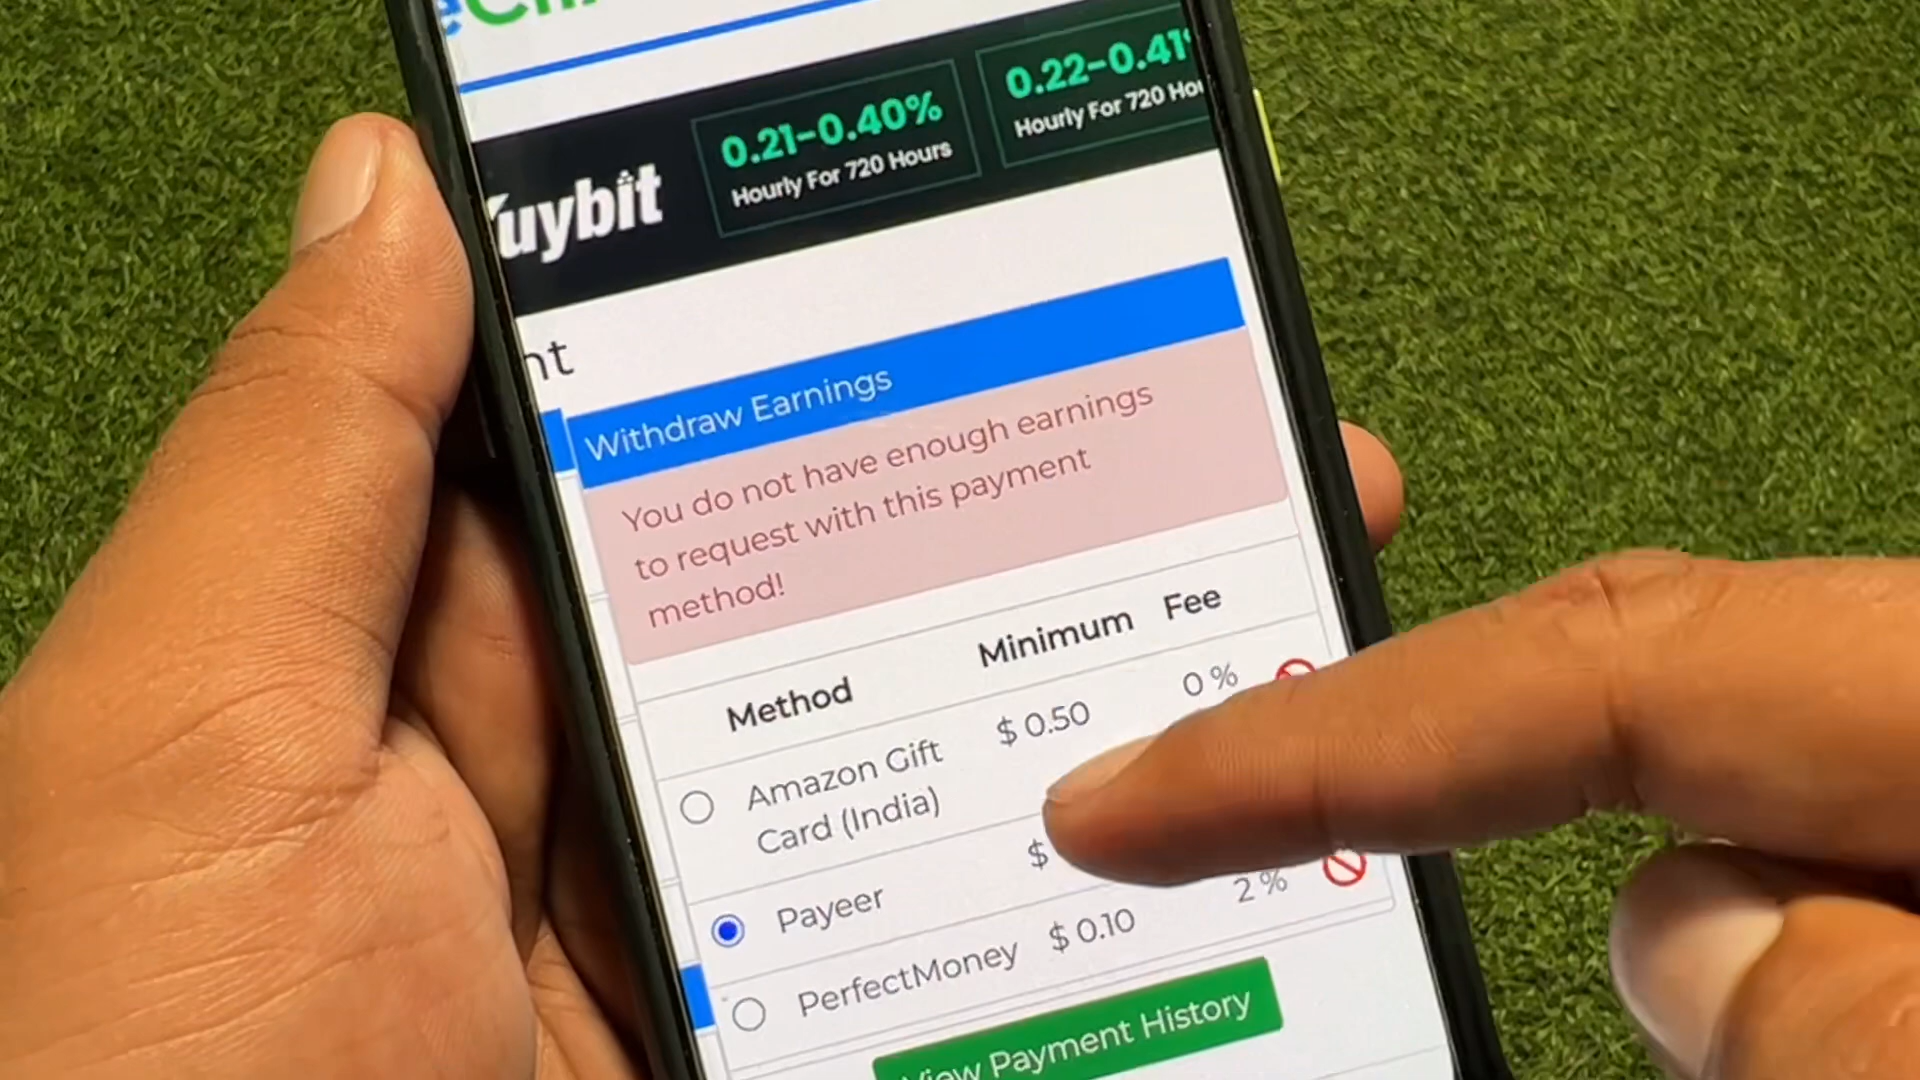 0.21-0.40%
Hourly For 720 Hours
0.22-0.41
Hourly For 720
uybit
nt
Withdraw Earnings
You do not have enough earnings
to request with this payment
method!
Method Minimum Fee
Amazon Gift
Card (India) $ 0.50 0 %
Payeer $
PerfectMoney $ 0.10 2 %
View Payment History